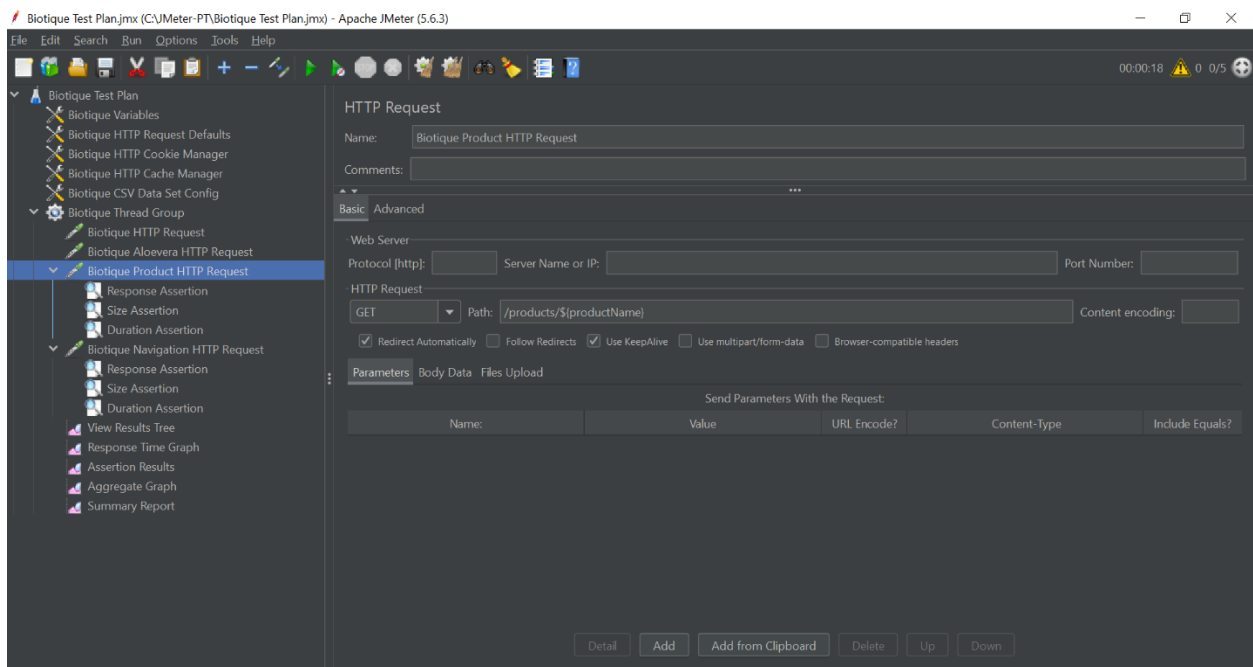 Biotique Test Plan.jmx (C:\JMeter-PT\Biotique Test Plan.jmx) - Apache JMeter (5.6.3)
File Edit Search Run Options Tools Help
00:00:18 0 0/5
Biotique Test Plan
Biotique Variables
Biotique HTTP Request Defaults
Biotique HTTP Cookie Manager
Biotique HTTP Cache Manager
Biotique CSV Data Set Config
Biotique Thread Group
Biotique HTTP Request
Biotique Aloevera HTTP Request
Biotique Product HTTP Request
Response Assertion
Size Assertion
Duration Assertion
Biotique Navigation HTTP Request
Response Assertion
Size Assertion
Duration Assertion
View Results Tree
Response Time Graph
Assertion Results
Aggregate Graph
Summary Report
HTTP Request
Name: Biotique Product HTTP Request
Comments:
Basic Advanced
Web Server
Protocol [http]: Server Name or IP: Port Number:
HTTP Request
GET Path: /products/${productName} Content encoding:
Redirect Automatically Follow Redirects Use KeepAlive Use multipart/form-data Browser-compatible headers
Parameters Body Data Files Upload
Send Parameters With the Request:
Name: Value URL Encode? Content-Type Include Equals?
Detail Add Add from Clipboard Delete Up Down